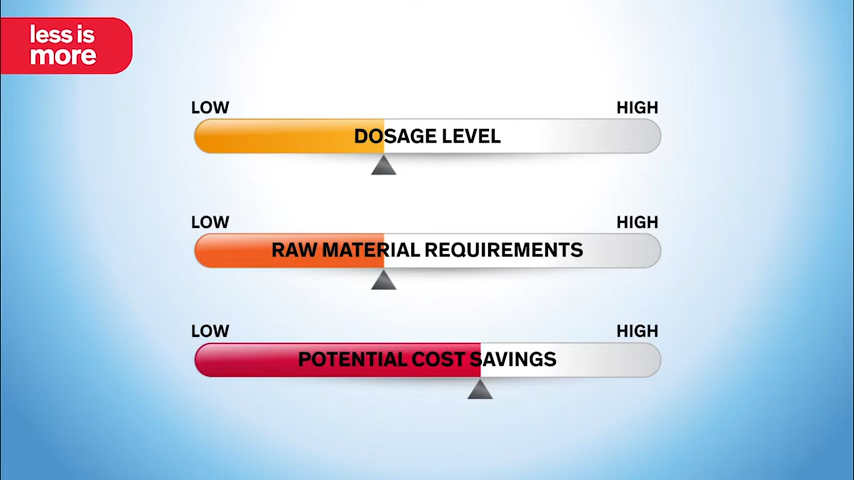 less is
more
LOW HIGH
DOSAGE LEVEL
LOW HIGH
RAW MATERIAL REQUIREMENTS
LOW HIGH
POTENTIAL COST SAVINGS